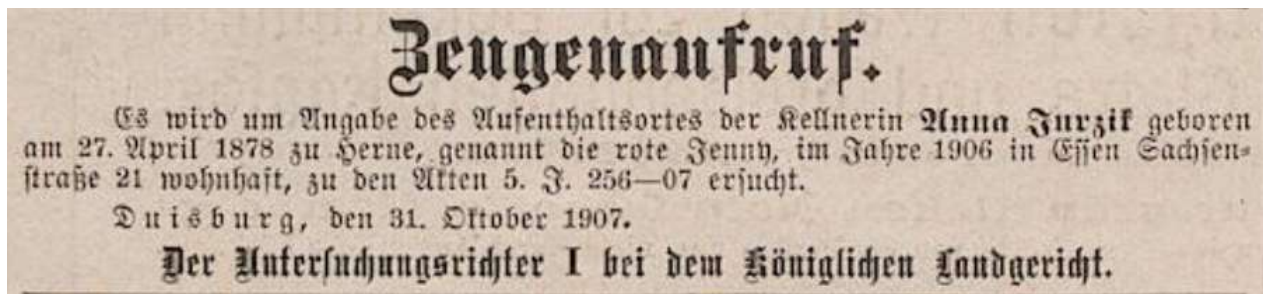 Zeugenaufruf.
Es wird um Angabe des Aufenthaltsortes der Kellnerin Anna Jurzik geboren
am 27. April 1878 zu Herne, genannt die rote Jenny, im Jahre 1906 in Essen Sachsen-
straße 21 wohnhaft, zu den Akten 5. J. 256—07 ersucht.
Duisburg, den 31. Oktober 1907.
Der Untersuchungsrichter I bei dem Königlichen Landgericht.